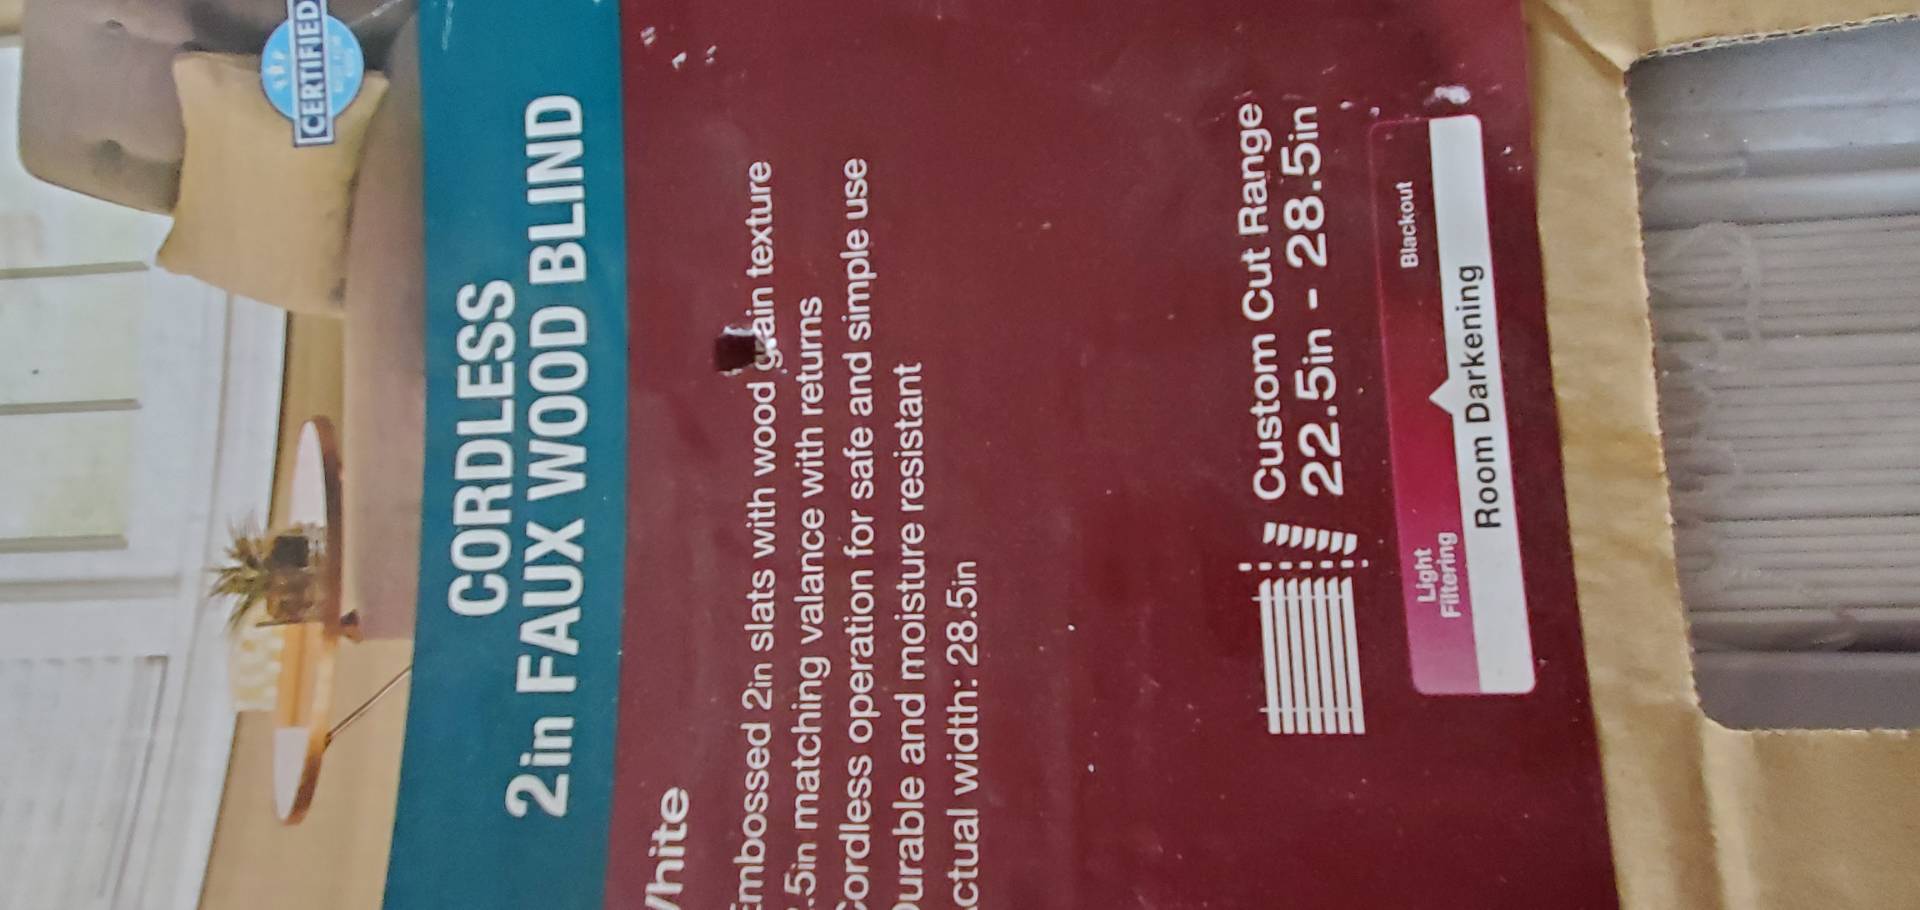 CERTIFIED
CORDLESS
2in FAUX WOOD BLIND
White
Embossed 2in slats with wood grain texture
.5in matching valance with returns
Cordless operation for safe and simple use
Durable and moisture resistant
Actual width: 28.5in
Custom Cut Range
22.5in - 28.5in
Light
Filtering
Blackout
Room Darkening